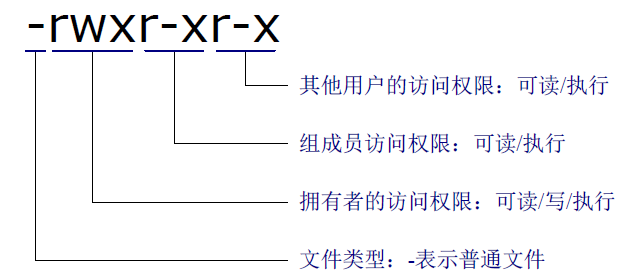 -rwxr-xr-x
其他用户的访问权限：可读/执行
组成员访问权限：可读/执行
拥有者的访问权限：可读/写/执行
文件类型：-表示普通文件